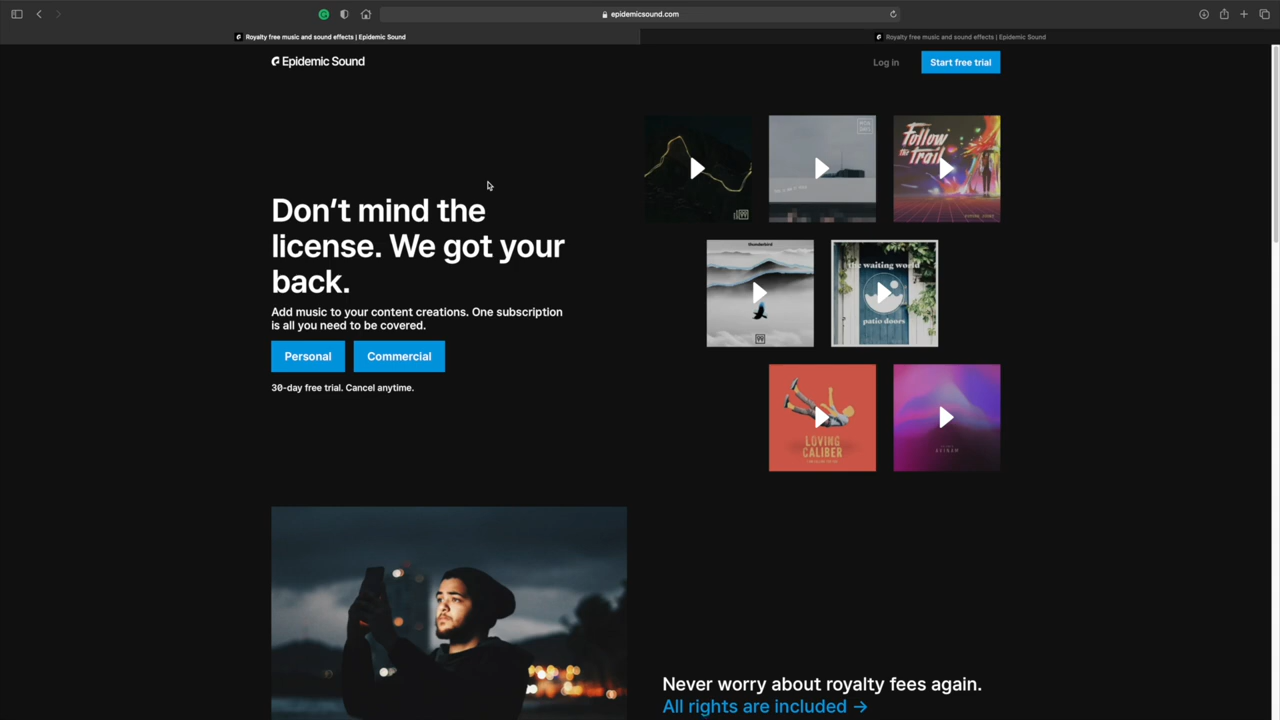 epidemicsound.com
Royalty free music and sound effects | Epidemic Sound
Royalty free music and sound effects | Epidemic Sound
Epidemic Sound
Log in
Start free trial
Follow
the Trail
Don't mind the
license. We got your
back.
Add music to your content creations. One subscription
is all you need to be covered.
Personal
Commercial
30-day free trial. Cancel anytime.
thunderbird
the waiting world
patio doors
LOVING
CALIBER
Never worry about royalty fees again.
All rights are included →